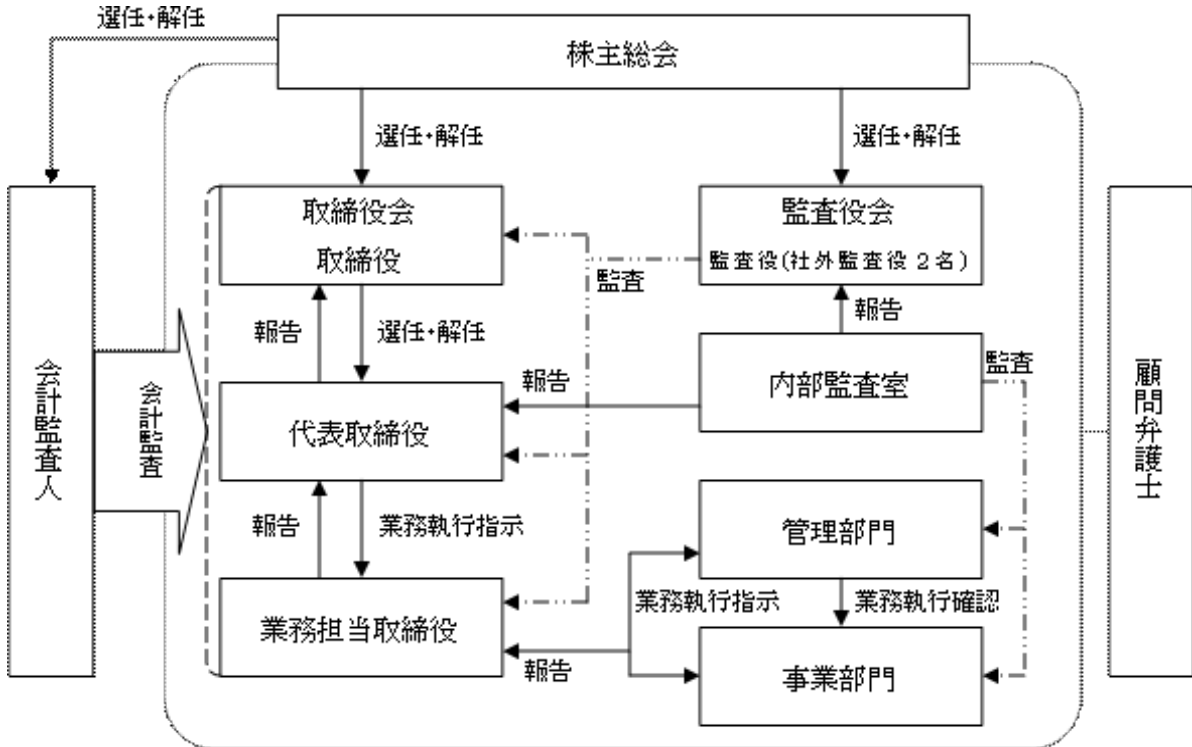 選任・解任
株主総会
選任・解任
選任・解任
取締役会
取締役
監査役会
監査役(社外監査役 2名)
監査
報告
選任・解任
報告
会計監査人
会計監査
報告
内部監査室
監査
顧問弁護士
代表取締役
報告
業務執行指示
管理部門
業務執行指示
業務執行確認
業務担当取締役
報告
事業部門